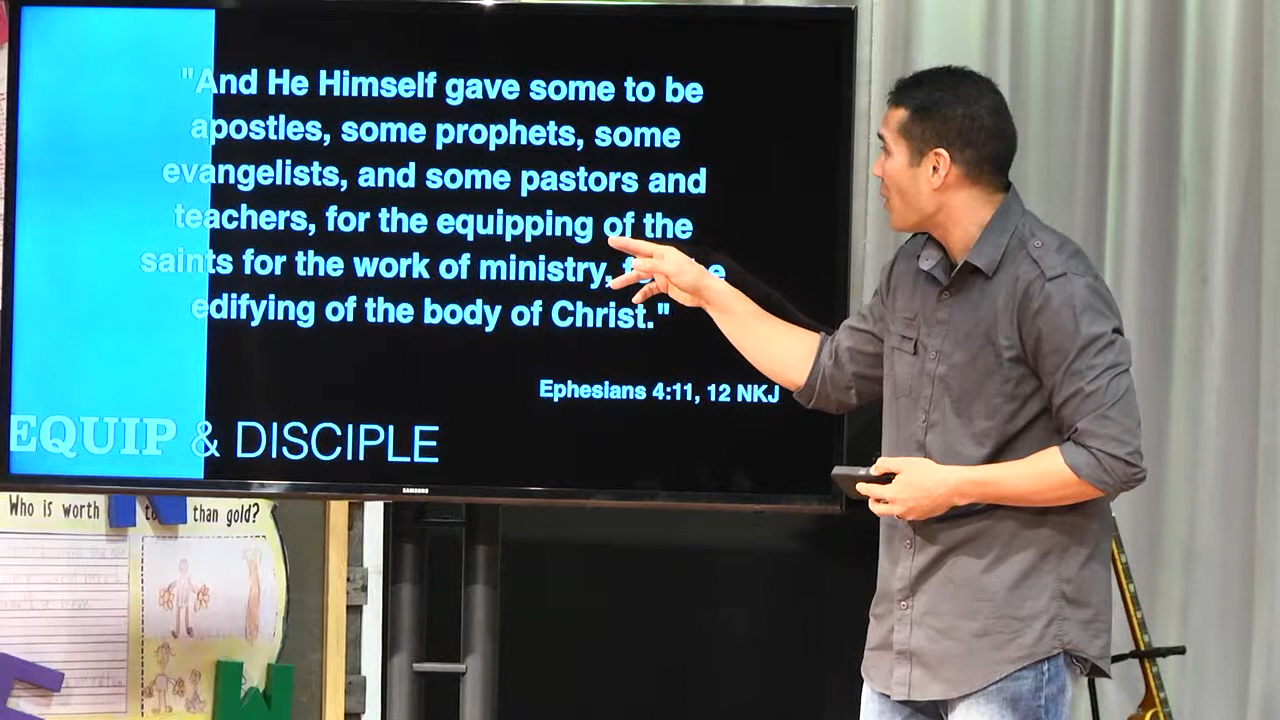 "And He Himself gave some to be
apostles, some prophets, some
evangelists, and some pastors and
teachers, for the equipping of the
saints for the work of ministry,
edifying of the body of Christ."
Ephesians 4:11, 12 NKJ
EQUIP & DISCIPLE
SAMSUNG
Who is worth than gold?
W